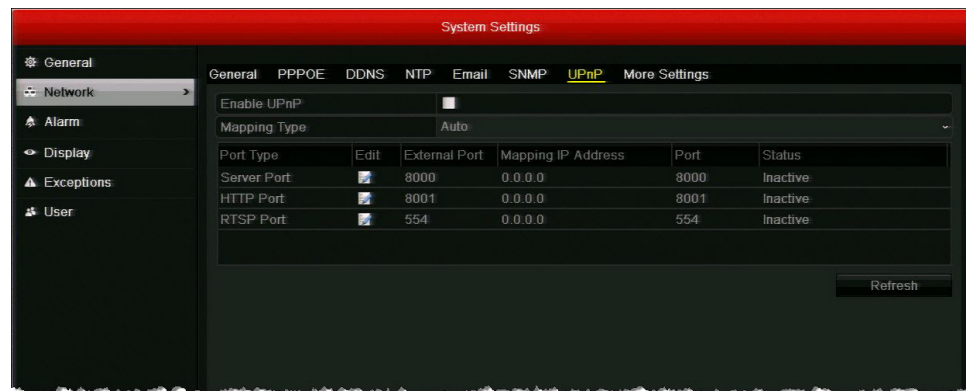 System Settings
General
Network >
Alarm
Display
Exceptions
User
General PPPOE DDNS NTP Email SNMP UPnP More Settings
Enable UPnP
Mapping Type Auto
Port Type Edit External Port Mapping IP Address Port Status
Server Port 8000 0.0.0.0 8000 Inactive
HTTP Port 8001 0.0.0.0 8001 Inactive
RTSP Port 554 0.0.0.0 554 Inactive
Refresh